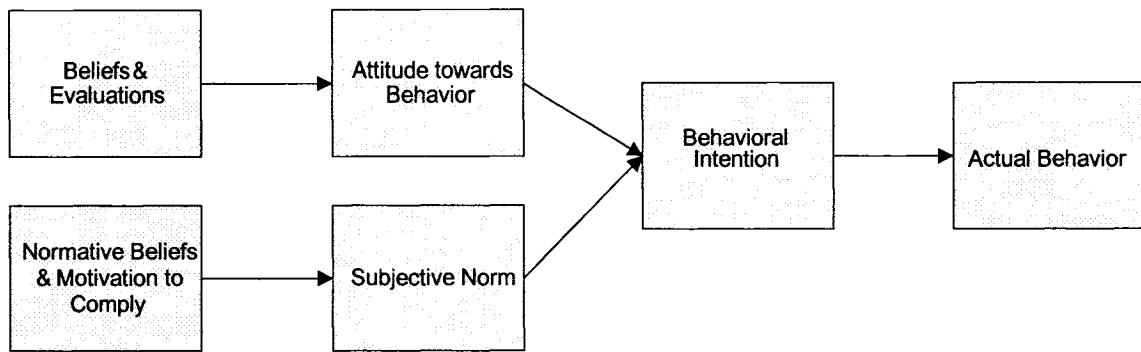 Beliefs &
Evaluations
Attitude towards
Behavior
Behavioral
Intention
Actual Behavior
Normative Beliefs
& Motivation to
Comply
Subjective Norm